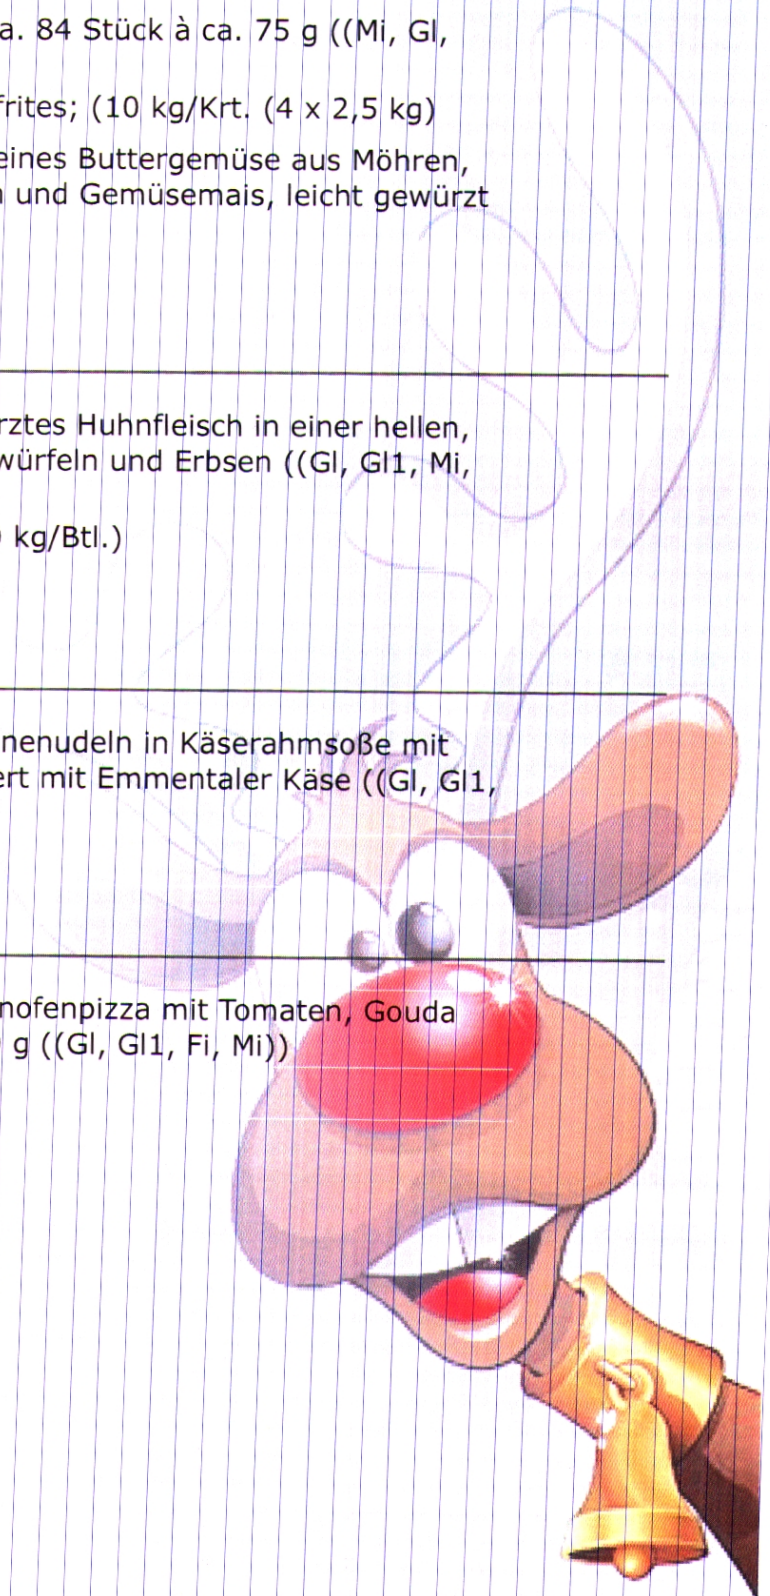 a. 84 Stück à ca. 75 g ((Mi, Gl,
frites; (10 kg/Krt. (4 x 2,5 kg)
eines Buttergemüse aus Möhren,
und Gemüsemais, leicht gewürzt
rztes Huhnfleisch in einer hellen,
würfeln und Erbsen ((Gl, Gl1, Mi,
kg/Btl.)
nenudeln in Käserahmsoße mit
ert mit Emmentaler Käse ((Gl, Gl1,
nofenpizza mit Tomaten, Gouda
g ((Gl, Gl1, Fi, Mi))